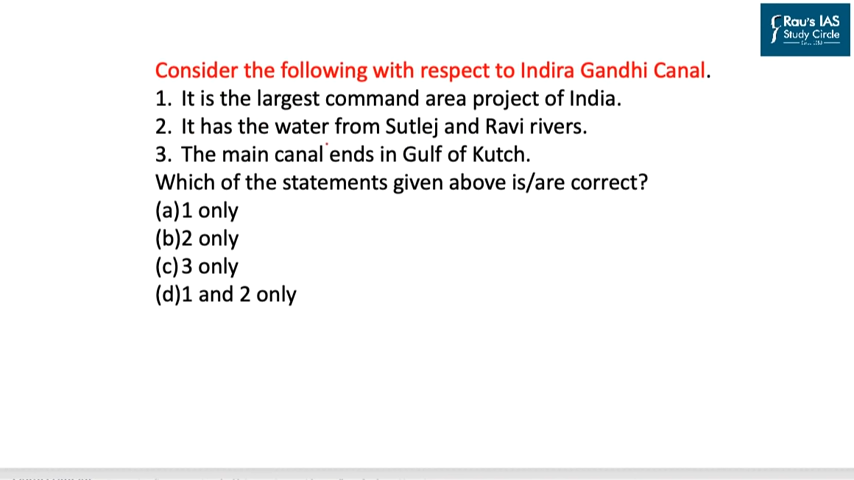 Rau's IAS
Study Circle
Consider the following with respect to Indira Gandhi Canal.
1. It is the largest command area project of India.
2. It has the water from Sutlej and Ravi rivers.
3. The main canal ends in Gulf of Kutch.
Which of the statements given above is/are correct?
(a)1 only
(b)2 only
(c)3 only
(d)1 and 2 only